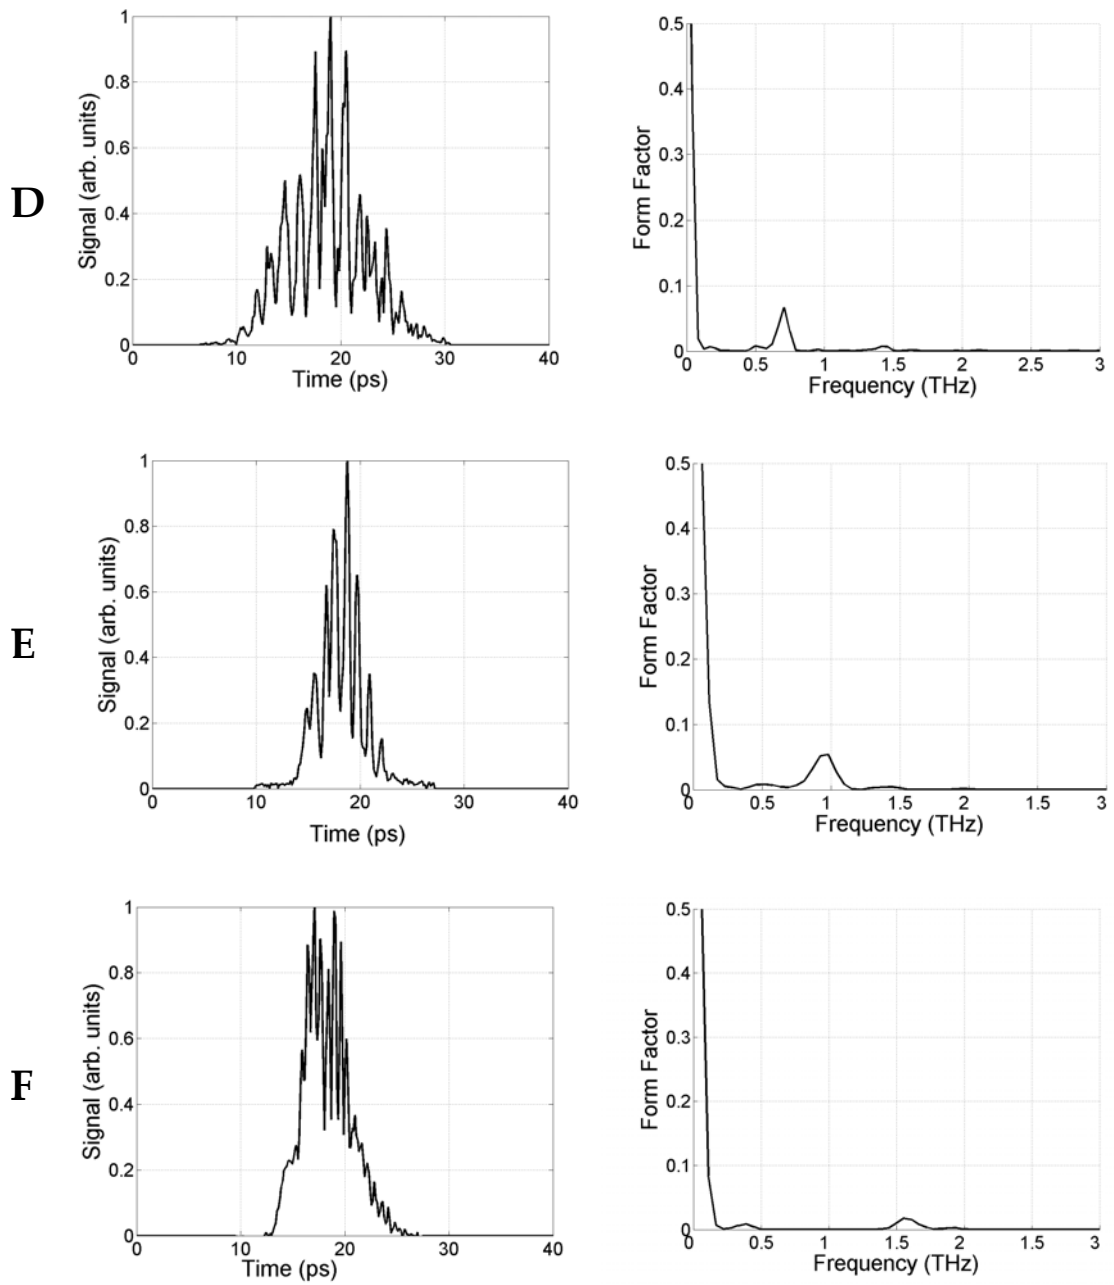 D
Signal (arb. units)
1
0.8
0.6
0.4
0.2
0
0 10 20 30 40
Time (ps)
Form Factor
0.5
0.4
0.3
0.2
0.1
0
0 0.5 1 1.5 2 2.5 3
Frequency (THz)
E
Signal (arb. units)
1
0.8
0.6
0.4
0.2
0
0 10 20 30 40
Time (ps)
Form Factor
0.5
0.4
0.3
0.2
0.1
0
0 0.5 1 1.5 2 1.5 3
Frequency (THz)
F
Signal (arb. units)
1
0.8
0.6
0.4
0.2
0
0 10 20 30 40
Time (ps)
Form Factor
0.5
0.4
0.3
0.2
0.1
0
0 0.5 1 1.5 2 1.5 3
Frequency (THz)